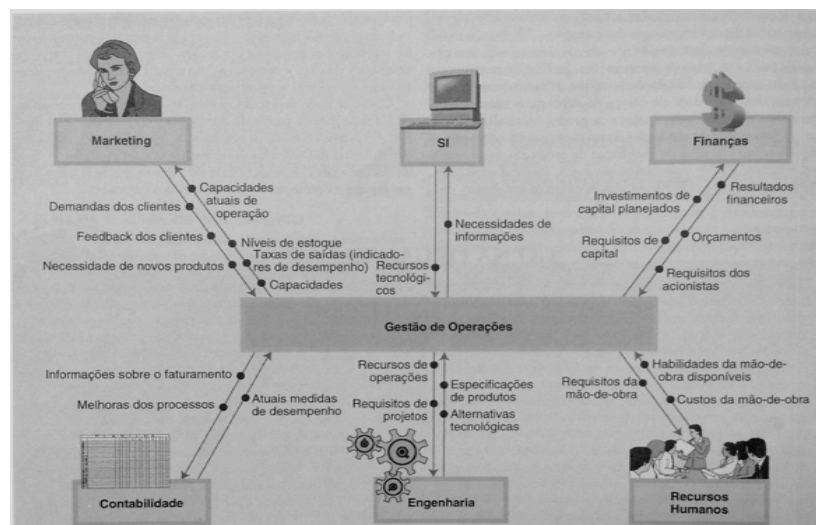 Marketing
SI
Finanças
Capacidades
atuais de
operação
Demandas dos clientes
Feedback dos clientes
Níveis de estoque
Taxas de saídas (indicado-
res de desempenho)
Necessidade de novos produtos
Capacidades
Necessidades de
informações
Recursos
tecnológi-
cos
Investimentos de
capital planejados
Resultados
financeiros
Requisitos de
capital
Orçamentos
Requisitos dos
acionistas
Gestão de Operações
Informações sobre o faturamento
Melhoras dos processos
Atuais medidas
de desempenho
Recursos de
operações
Requisitos de
projetos
Especificações
de produtos
Alternativas
tecnológicas
Requisitos da
mão-de-obra
Habilidades da mão-de-
obra disponíveis
Custos da mão-de-obra
Contabilidade
Engenharia
Recursos
Humanos